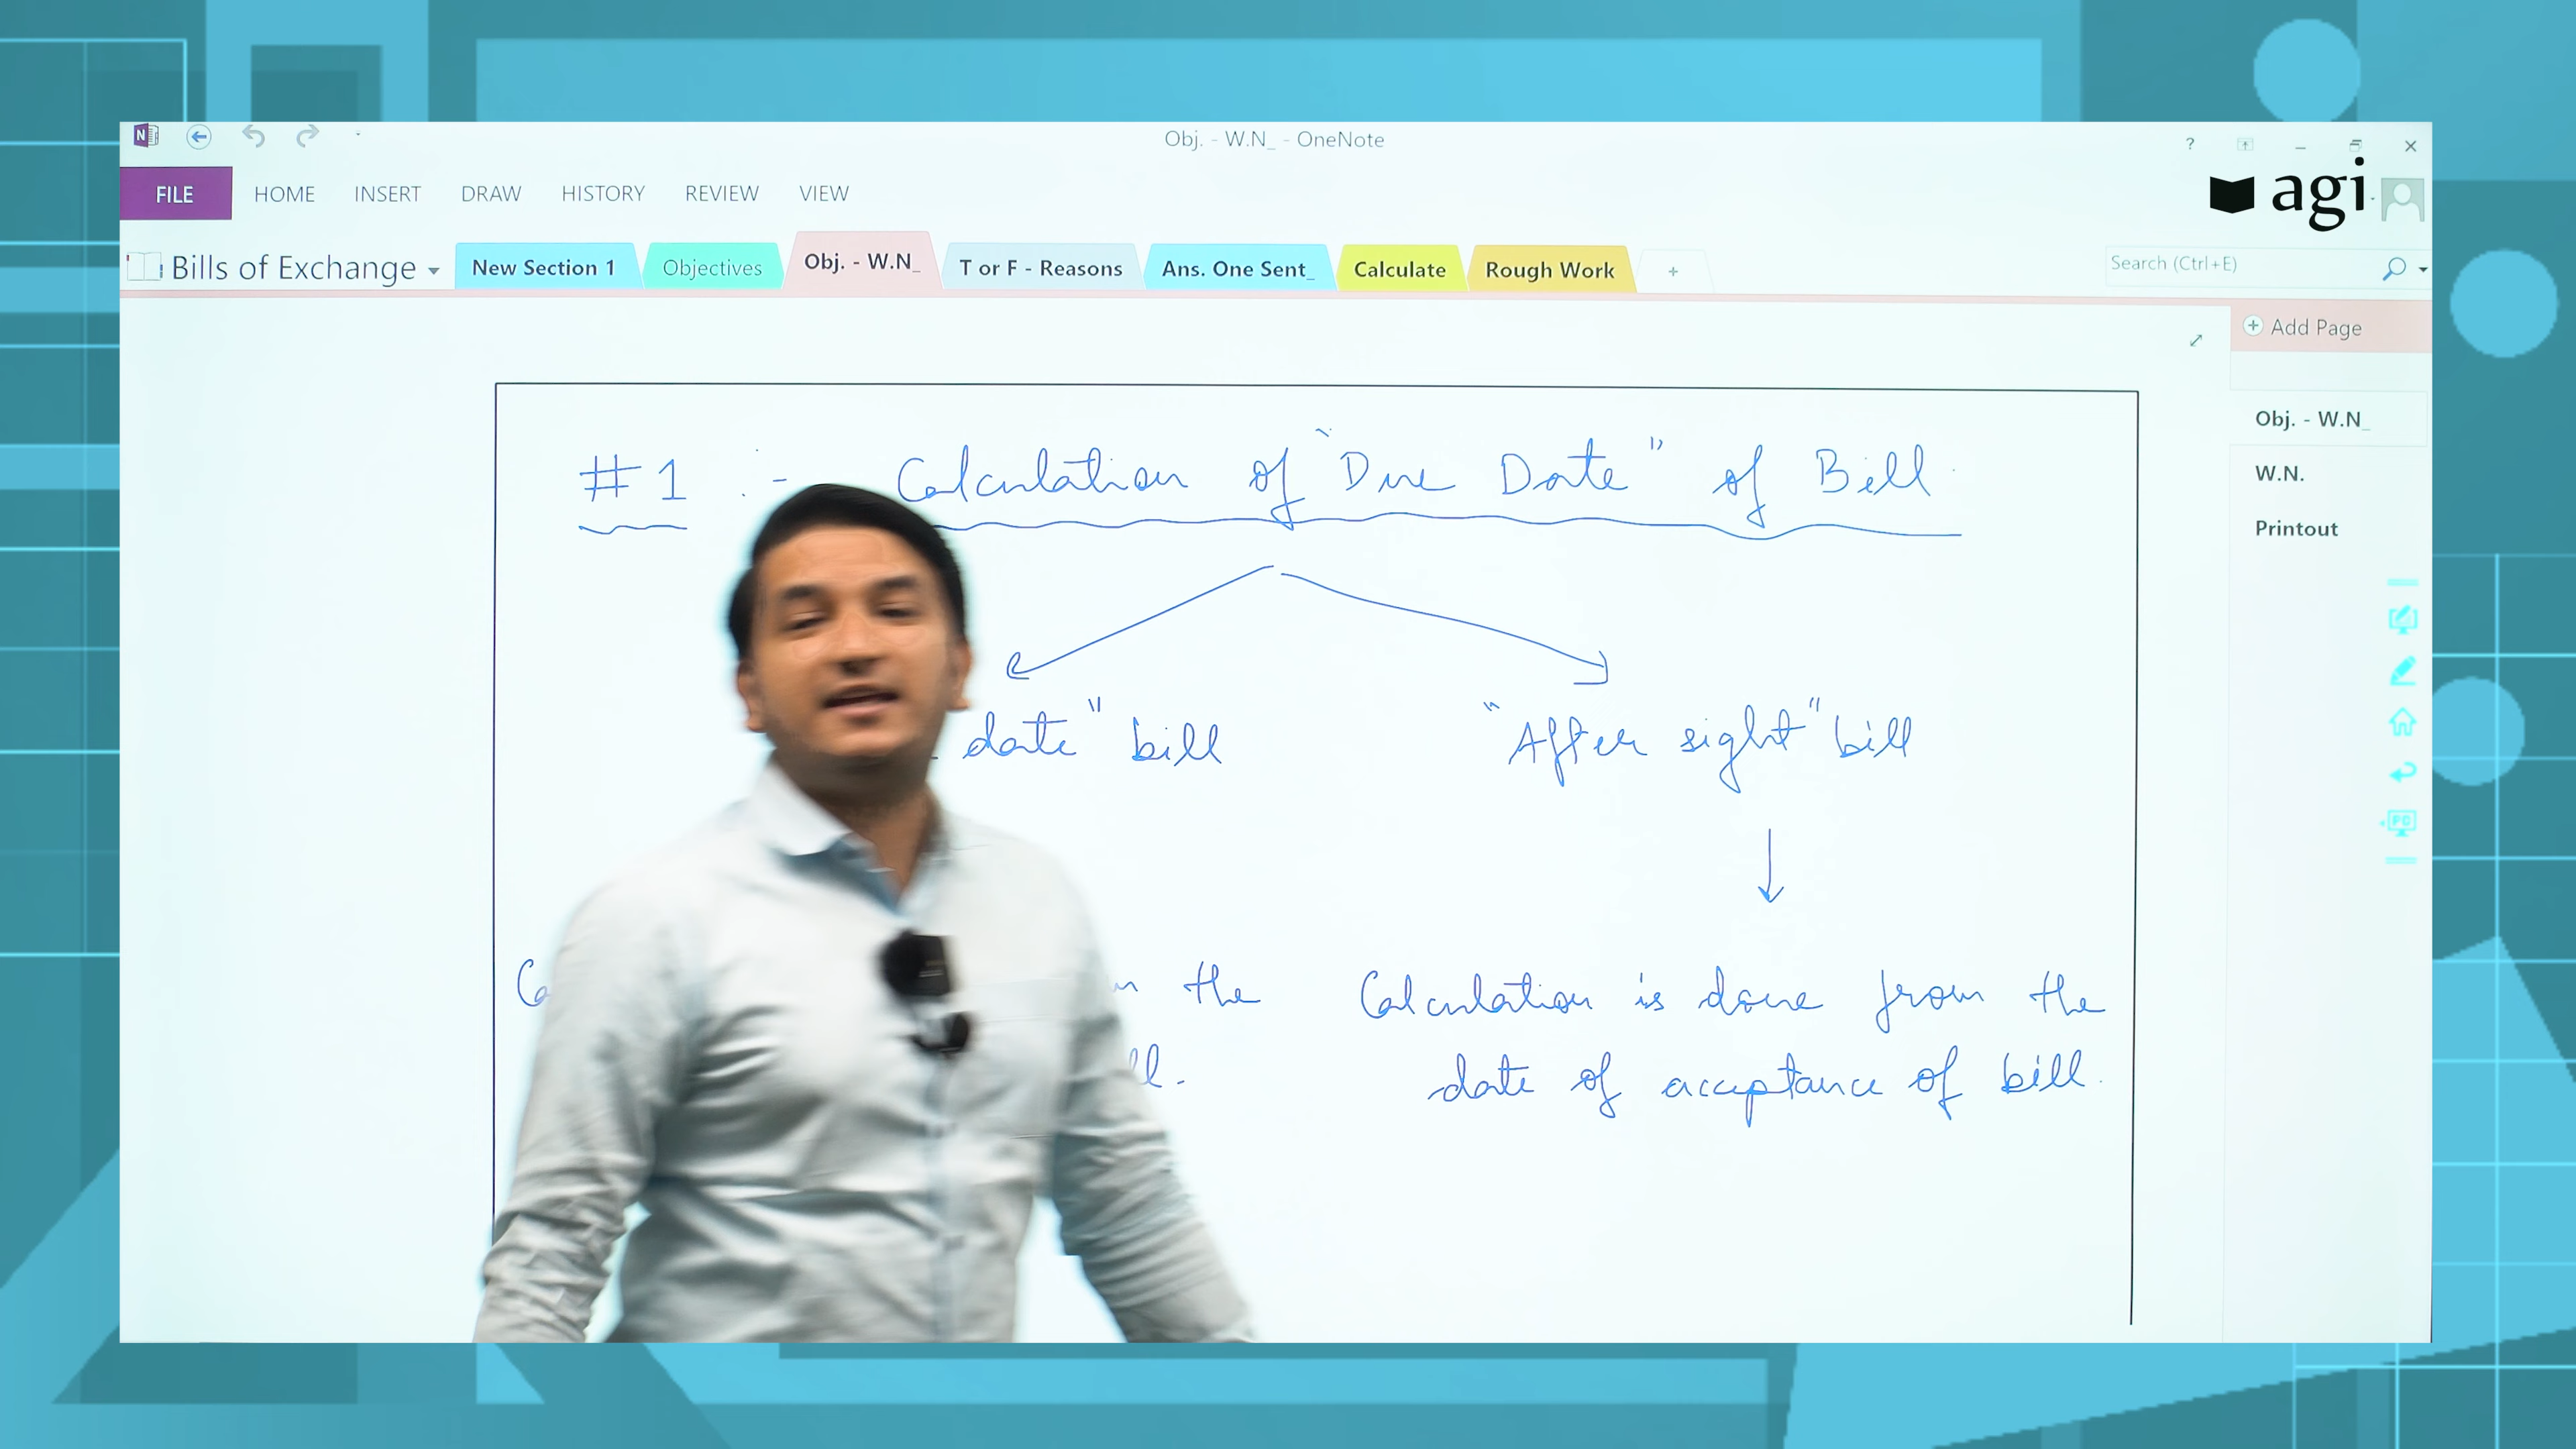 Obj. - W.N_ - OneNote
?
FILE HOME INSERT DRAW HISTORY REVIEW VIEW
agi
Bills of Exchange New Section 1 Objectives Obj. - W.N_ T or F - Reasons Ans. One Sent_ Calculate Rough Work +
Search (Ctrl+E)
Add Page
Obj. - W.N_
W.N.
Printout
#1 :- Calculation of "Due Date" of Bill
date" bill
"After sight" bill
the
Calculation is done from the
date of acceptance of bill.